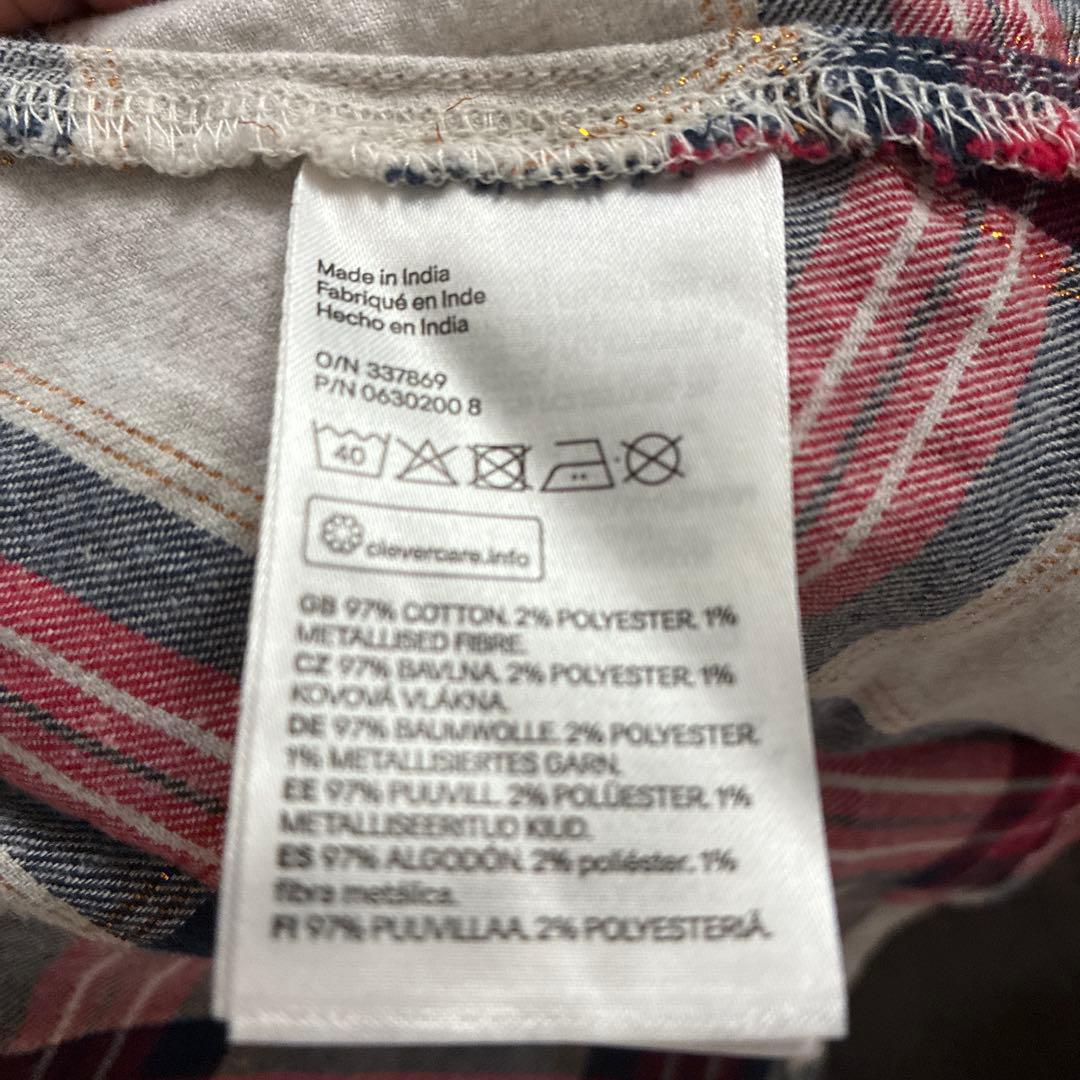 Made in India
Fabriqué en Inde
Hecho en India
O/N 337869
P/N 0630200 8
40
clevercare.info
GB 97% COTTON. 2% POLYESTER. 1%
METALLISED FIBRE.
CZ 97% BAVLNA. 2% POLYESTER. 1%
KOVOVÁ VLÁKNA.
DE 97% BAUMWOLLE. 2% POLYESTER.
1% METALLISIERTES GARN.
EE 97% PUUVILL. 2% POLÜESTER. 1%
METALLISEERITUD KIUD.
ES 97% ALGODÓN. 2% poliéster. 1%
fibra metálica.
FI 97% PUUVILLAA. 2% POLYESTERIÄ.